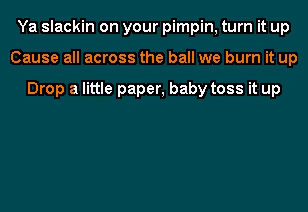 Ya slackin on your pimpin, turn it up
Cause all across the ball we burn it up
Drop a little paper, baby toss it up